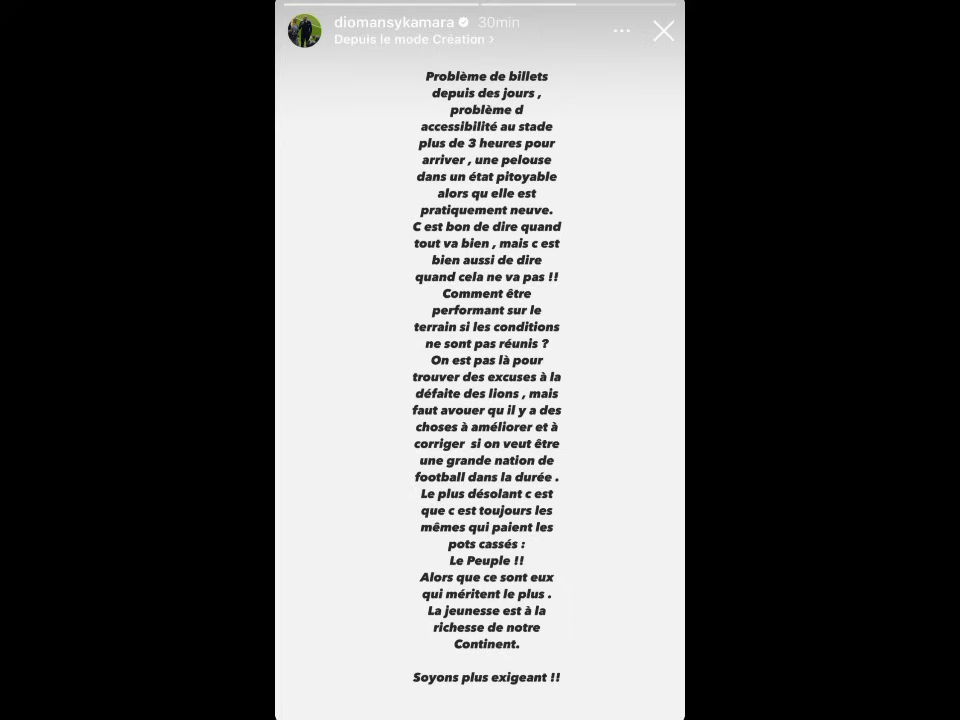 diomansykamara 30min
Depuis le mode Création >
Problème de billets
depuis des jours ,
problème d
accessibilité au stade
plus de 3 heures pour
arriver , une pelouse
dans un état pitoyable
alors qu elle est
pratiquement neuve.
C est bon de dire quand
tout va bien , mais c est
bien aussi de dire
quand cela ne va pas !!
Comment être
performant sur le
terrain si les conditions
ne sont pas réunis ?
On est pas là pour
trouver des excuses à la
défaite des lions , mais
faut avouer qu il y a des
choses à améliorer et à
corriger  si on veut être
une grande nation de
football dans la durée .
Le plus désolant c est
que c est toujours les
mêmes qui paient les
pots cassés :
Le Peuple !!
Alors que ce sont eux
qui méritent le plus .
La jeunesse est à la
richesse de notre
Continent.
Soyons plus exigeant !!